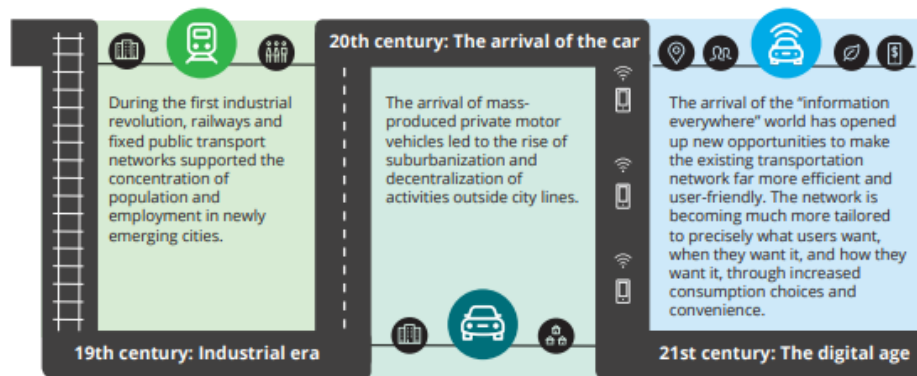 During the first industrial
revolution, railways and
fixed public transport
networks supported the
concentration of
population and
employment in newly
emerging cities.
19th century: Industrial era
20th century: The arrival of the car
The arrival of mass-
produced private motor
vehicles led to the rise of
suburbanization and
decentralization of
activities outside city lines.
$
The arrival of the “information
everywhere” world has opened
up new opportunities to make
the existing transportation
network far more efficient and
user-friendly. The network is
becoming much more tailored
to precisely what users want,
when they want it, and how they
want it, through increased
consumption choices and
convenience.
21st century: The digital age